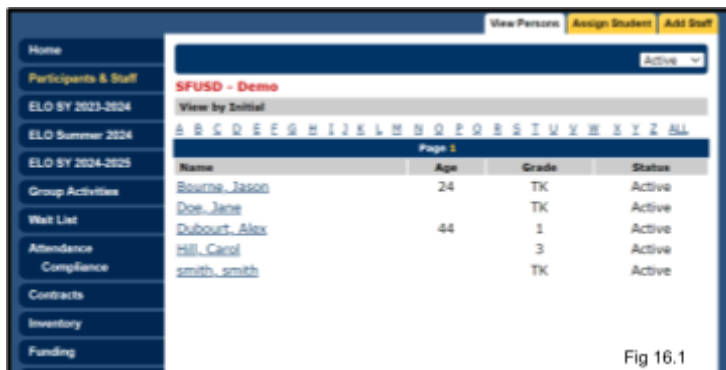 View Persons Assign Student Add Staff
Home
Participants & Staff
ELO SY 2023-2024
ELO Summer 2024
ELO SY 2024-2025
Group Activities
Wait List
Attendance
Compliance
Contracts
Inventory
Funding
Active
SFUSD - Demo
View by Initial
A B C D E F G H I J K L M N O P Q R S T U V W X Y Z ALL
Page 1
Name Age Grade Status
Bourne, Jason 24 TK Active
Doe, Jane TK Active
Dubourt, Alex 44 1 Active
Hill, Carol 3 Active
smith, smith TK Active
Fig 16.1